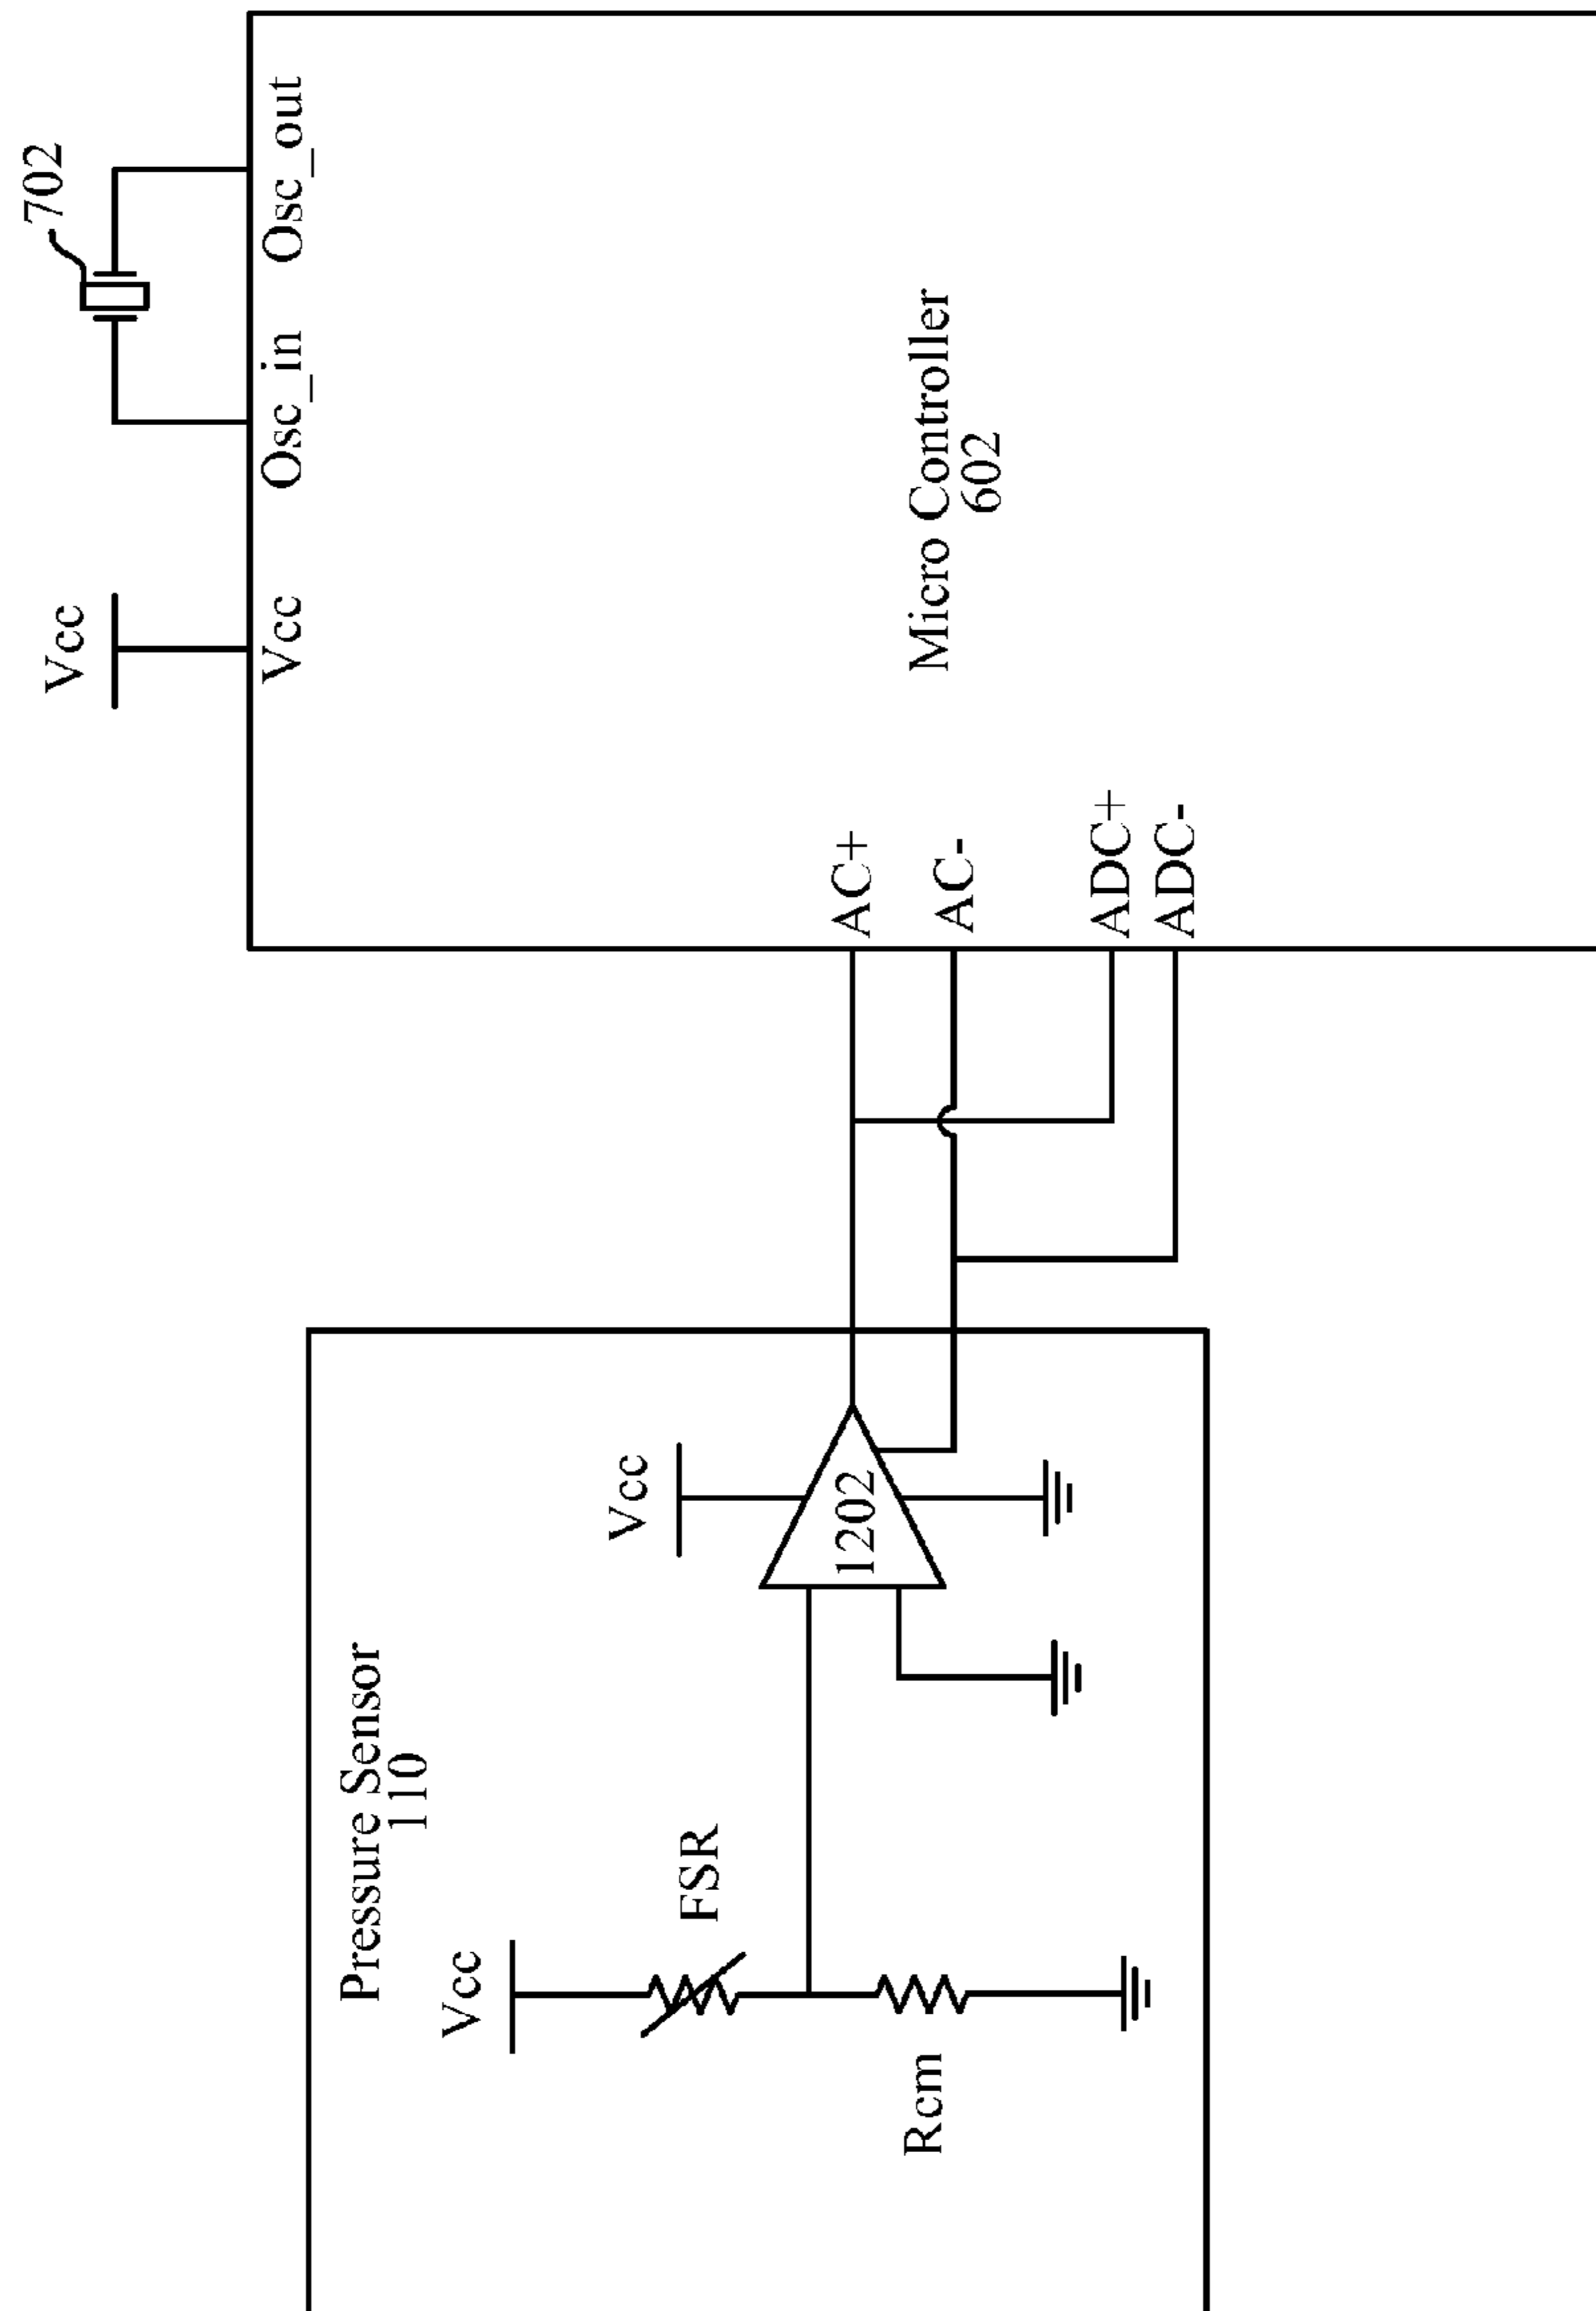 702
Vcc
Vcc
Osc_in
Osc_out
Micro Controller
602
AC+
AC-
ADC+
ADC-
Pressure Sensor
110
Vcc
FSR
Rcm
Vcc
1202